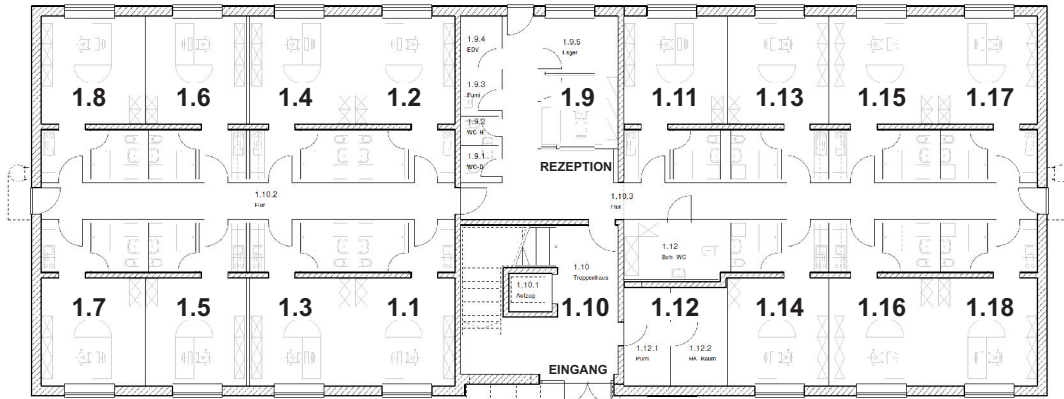 1.9.4
EDV
1.9.5
Lager
1.8
1.6
1.4
1.2
1.9.3
Pumi
1.9
1.11
1.13
1.15
1.17
1.9.2
WC-H
1.9.1
WC-D
REZEPTION
1.10.2
Flur
1.10.3
Flur
1.12
Beh- WC
1.10
Treppenhaus
1.10.1
Aufzug
1.7
1.5
1.3
1.1
1.10
1.12
1.14
1.16
1.18
1.12.1
Pumi
1.12.2
HA- Raum
EINGANG